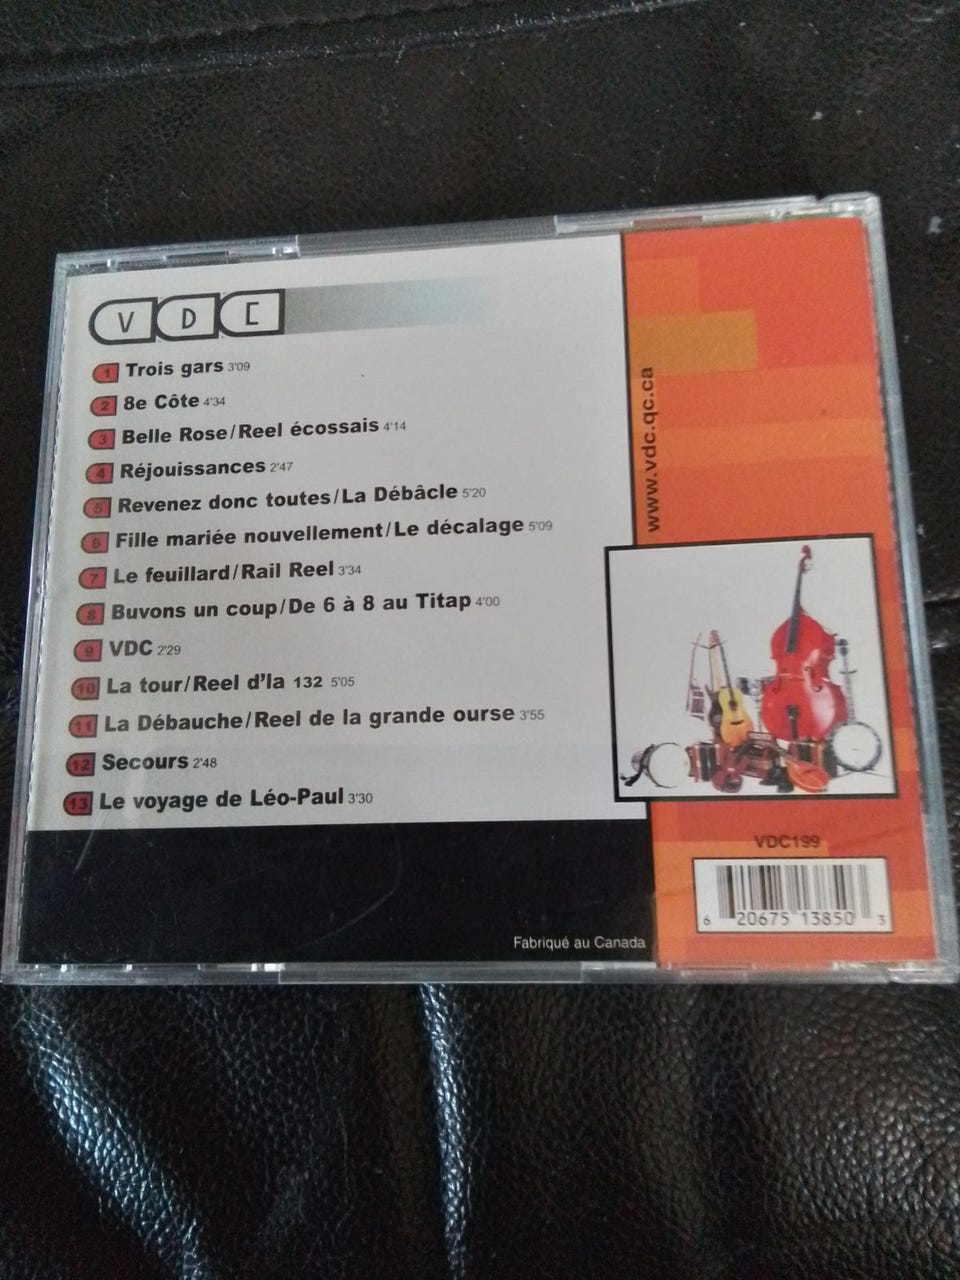 VDC
1 Trois gars 3'09
2 8e Côte 4'34
3 Belle Rose/Reel écossais 4'14
4 Réjouissances 2'47
5 Revenez donc toutes/La Débâcle 5'20
6 Fille mariée nouvellement/Le décalage 5'09
7 Le feuillard/Rail Reel 3'34
8 Buvons un coup/De 6 à 8 au Titap 4'00
9 VDC 2'29
10 La tour/Reel d'la 132 5'05
11 La Débauche/Reel de la grande ourse 3'55
12 Secours 2'48
13 Le voyage de Léo-Paul 3'30
www.vdc.qc.ca
VDC199
6 20675 13850 3
Fabriqué au Canada